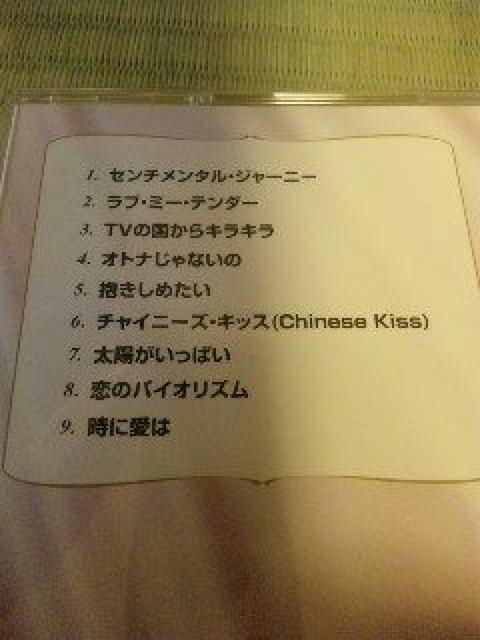 1. センチメンタル・ジャーニー
2. ラブ・ミー・テンダー
3. TVの国からキラキラ
4. オトナじゃないの
5. 抱きしめたい
6. チャイニーズ・キッス(Chinese Kiss)
7. 太陽がいっぱい
8. 恋のバイオリズム
9. 時に愛は